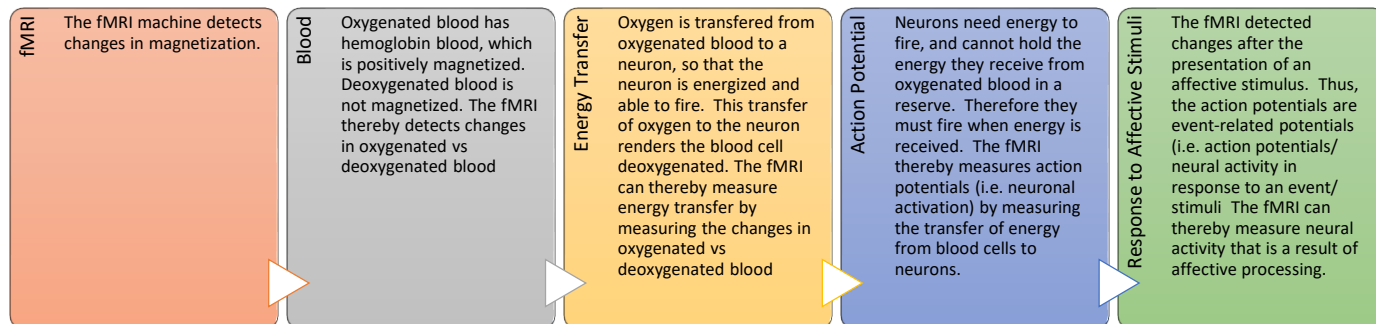 fMRI
The fMRI machine detects
changes in magnetization.
Blood
Oxygenated blood has
hemoglobin blood, which
is positively magnetized.
Deoxygenated blood is
not magnetized. The fMRI
thereby detects changes
in oxygenated vs
deoxygenated blood
Energy Transfer
Oxygen is transfered from
oxygenated blood to a
neuron, so that the
neuron is energized and
able to fire. This transfer
of oxygen to the neuron
renders the blood cell
deoxygenated. The fMRI
can thereby measure
energy transfer by
measuring the changes in
oxygenated vs
deoxygenated blood
Action Potential
Neurons need energy to
fire, and cannot hold the
energy they receive from
oxygenated blood in a
reserve. Therefore they
must fire when energy is
received. The fMRI
thereby measures action
potentials (i.e. neuronal
activation) by measuring
the transfer of energy
from blood cells to
neurons.
Response to Affective Stimuli
The fMRI detected
changes after the
presentation of an
affective stimulus. Thus,
the action potentials are
event-related potentials
(i.e. action potentials/
neural activity in
response to an event/
stimuli The fMRI can
thereby measure neural
activity that is a result of
affective processing.